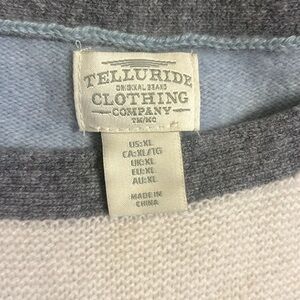 TELLURIDE
ORIGINAL BRAND
CLOTHING
COMPANY
TM/MC
US:XL
CA:XL/TG
UK:XL
EU:XL
AU:XL
MADE IN
CHINA